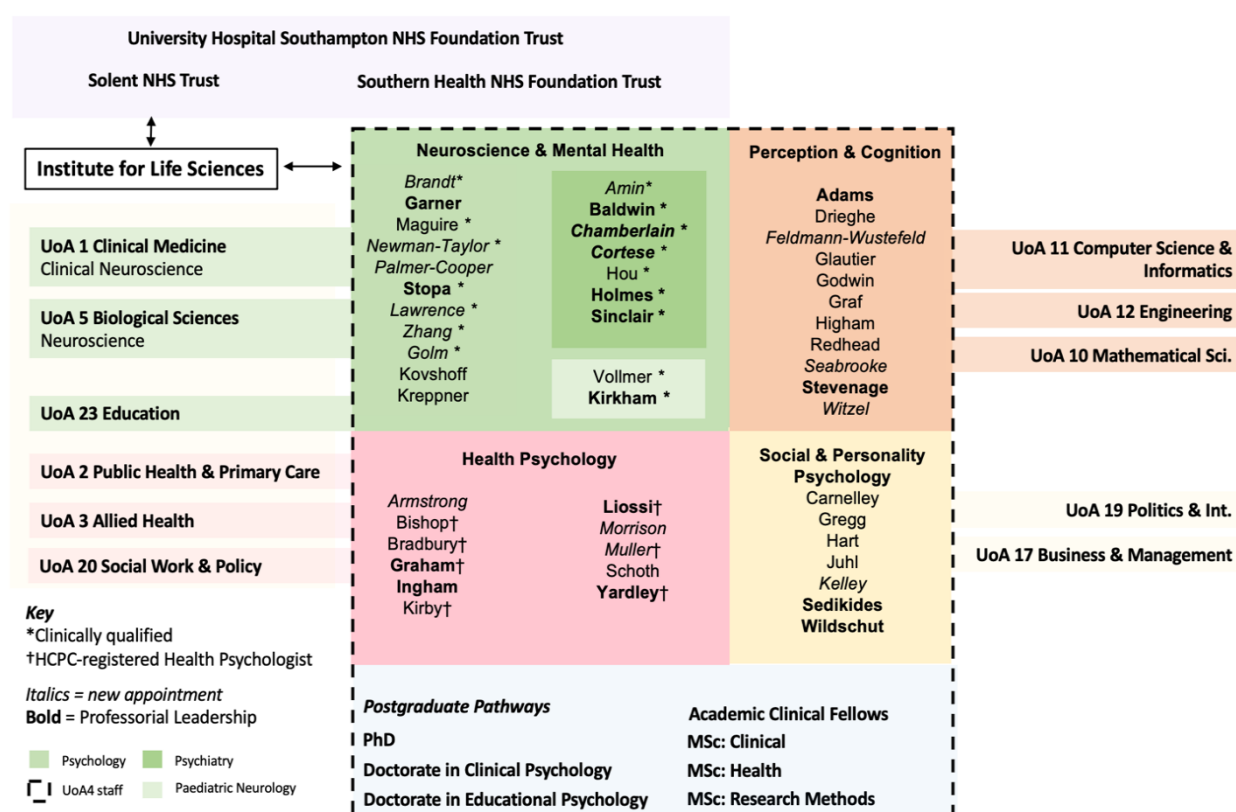 University Hospital Southampton NHS Foundation Trust
Solent NHS Trust
Southern Health NHS Foundation Trust
Institute for Life Sciences
UoA 1 Clinical Medicine
Clinical Neuroscience
UoA 5 Biological Sciences
Neuroscience
UoA 23 Education
UoA 2 Public Health & Primary Care
UoA 3 Allied Health
UoA 20 Social Work & Policy
Neuroscience & Mental Health
Brandt*
Garner
Maguire *
Newman-Taylor *
Palmer-Cooper
Stopa *
Lawrence *
Zhang *
Golm *
Kovshoff
Kreppner
Amin*
Baldwin *
Chamberlain *
Cortese *
Hou *
Holmes *
Sinclair *
Vollmer *
Kirkham *
Perception & Cognition
Adams
Drieghe
Feldmann-Wustefeld
Glautier
Godwin
Graf
Higham
Redhead
Seabrooke
Stevenage
Witzel
Health Psychology
Armstrong
Bishop†
Bradbury†
Graham†
Ingham
Kirby†
Liossi†
Morrison
Muller†
Schoth
Yardley†
Social & Personality
Psychology
Carnelley
Gregg
Hart
Juhl
Kelley
Sedikides
Wildschut
UoA 11 Computer Science &
Informatics
UoA 12 Engineering
UoA 10 Mathematical Sci.
UoA 19 Politics & Int.
UoA 17 Business & Management
Key
*Clinically qualified
†HCPC-registered Health Psychologist
Italics = new appointment
Bold = Professorial Leadership
Psychology
Psychiatry
UoA4 staff
Paediatric Neurology
Postgraduate Pathways
PhD
Doctorate in Clinical Psychology
Doctorate in Educational Psychology
Academic Clinical Fellows
MSc: Clinical
MSc: Health
MSc: Research Methods